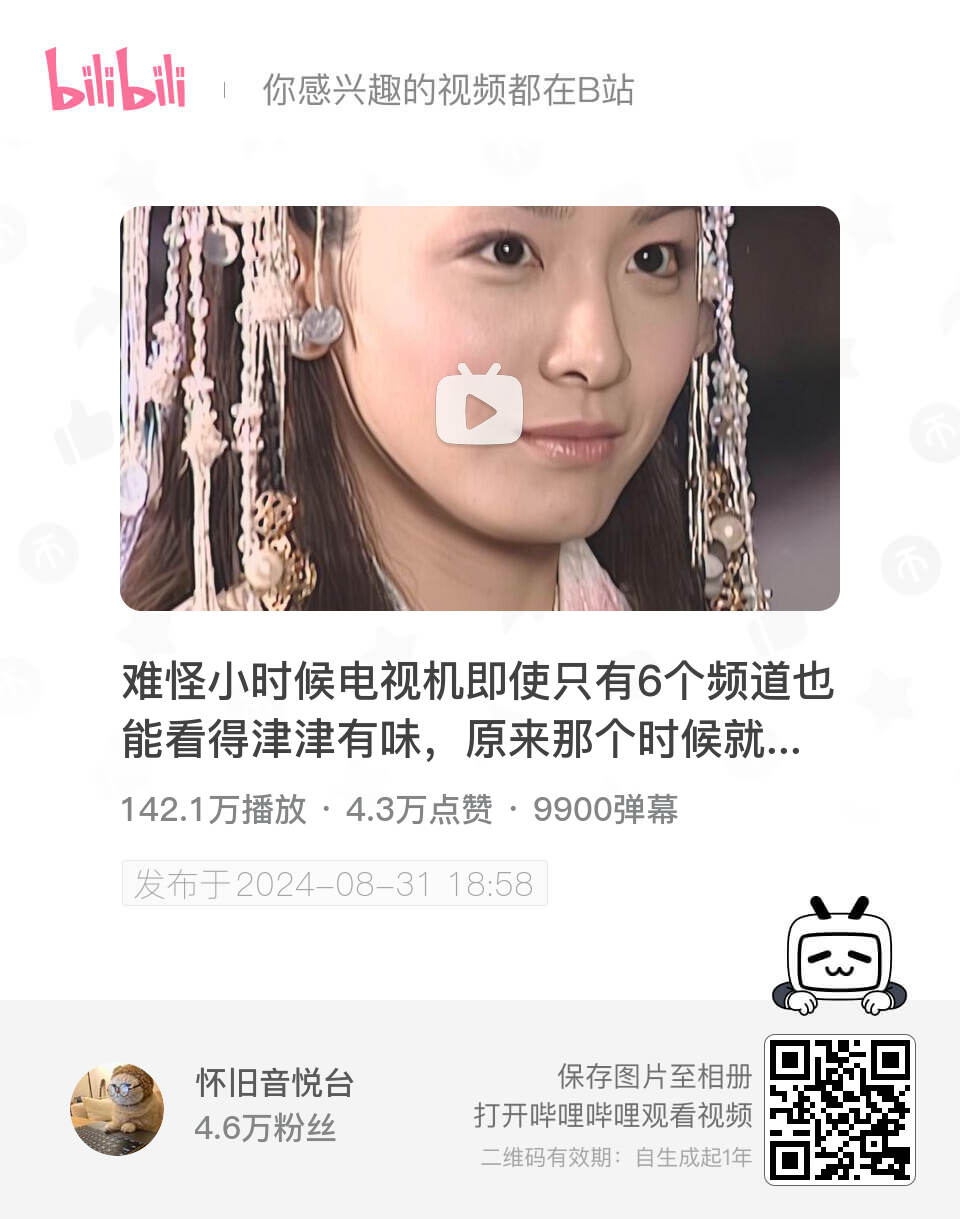 bilibili
你感兴趣的视频都在B站
难怪小时候电视机即使只有6个频道也
能看得津津有味，原来那个时候就...
142.1万播放 · 4.3万点赞 · 9900弹幕
发布于2024-08-31 18:58
怀旧音悦台
4.6万粉丝
保存图片至相册
打开哔哩哔哩观看视频
二维码有效期：自生成起1年